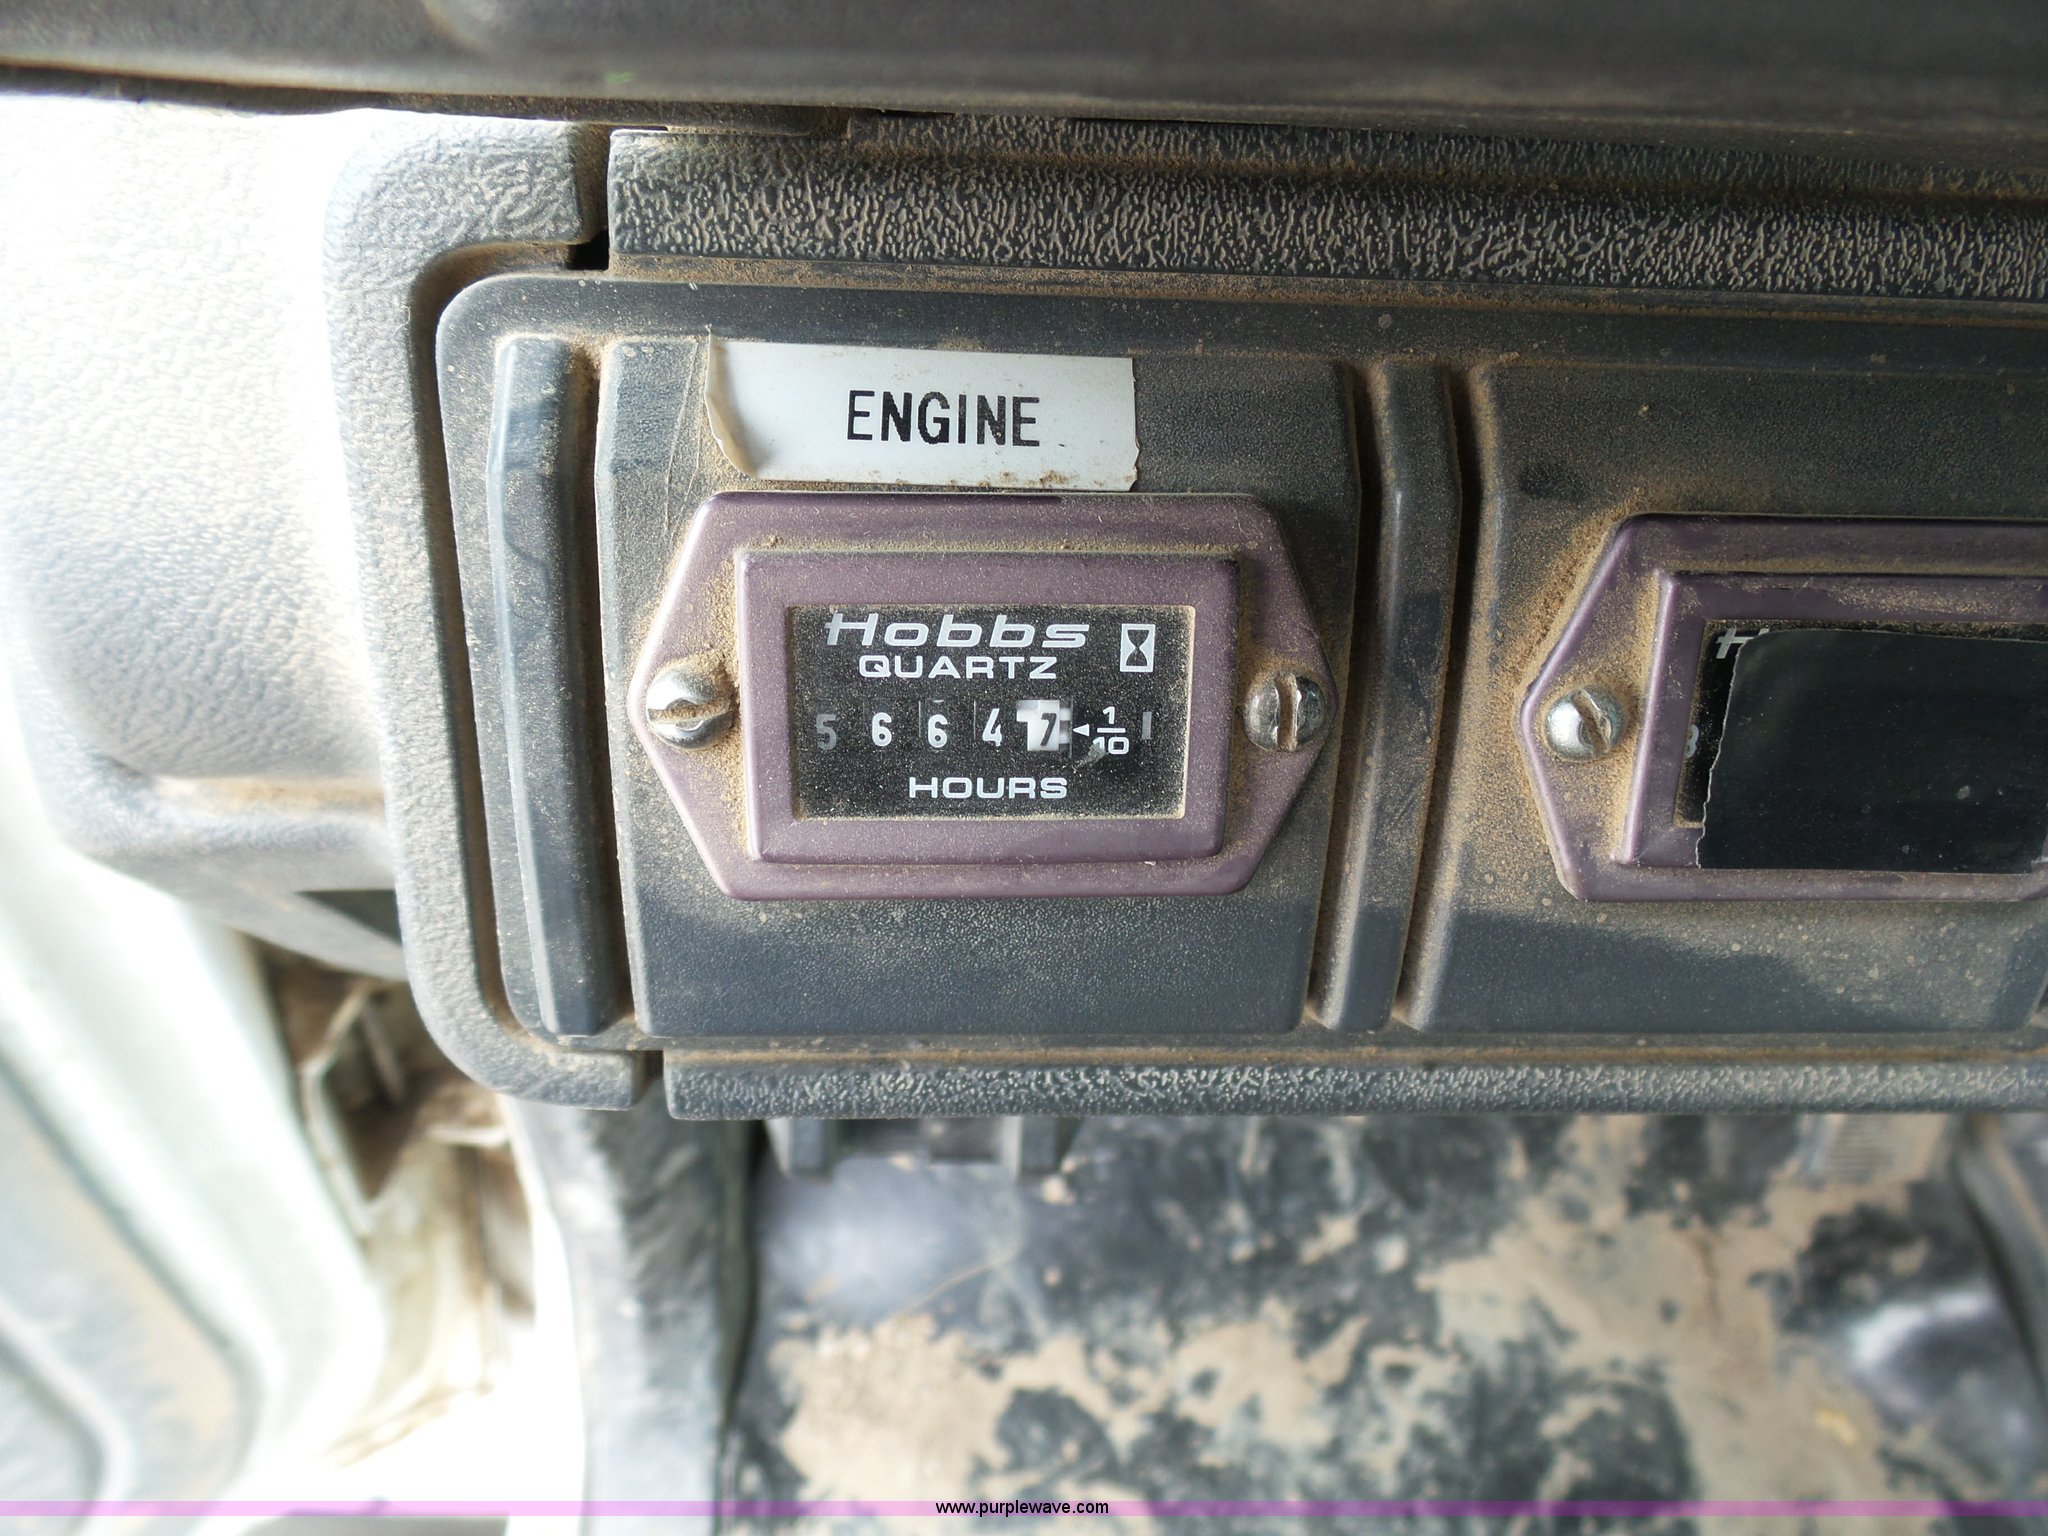 ENGINE
Hobbs
QUARTZ
5 6 6 4 7 1/10
HOURS
H
www.purplewave.com